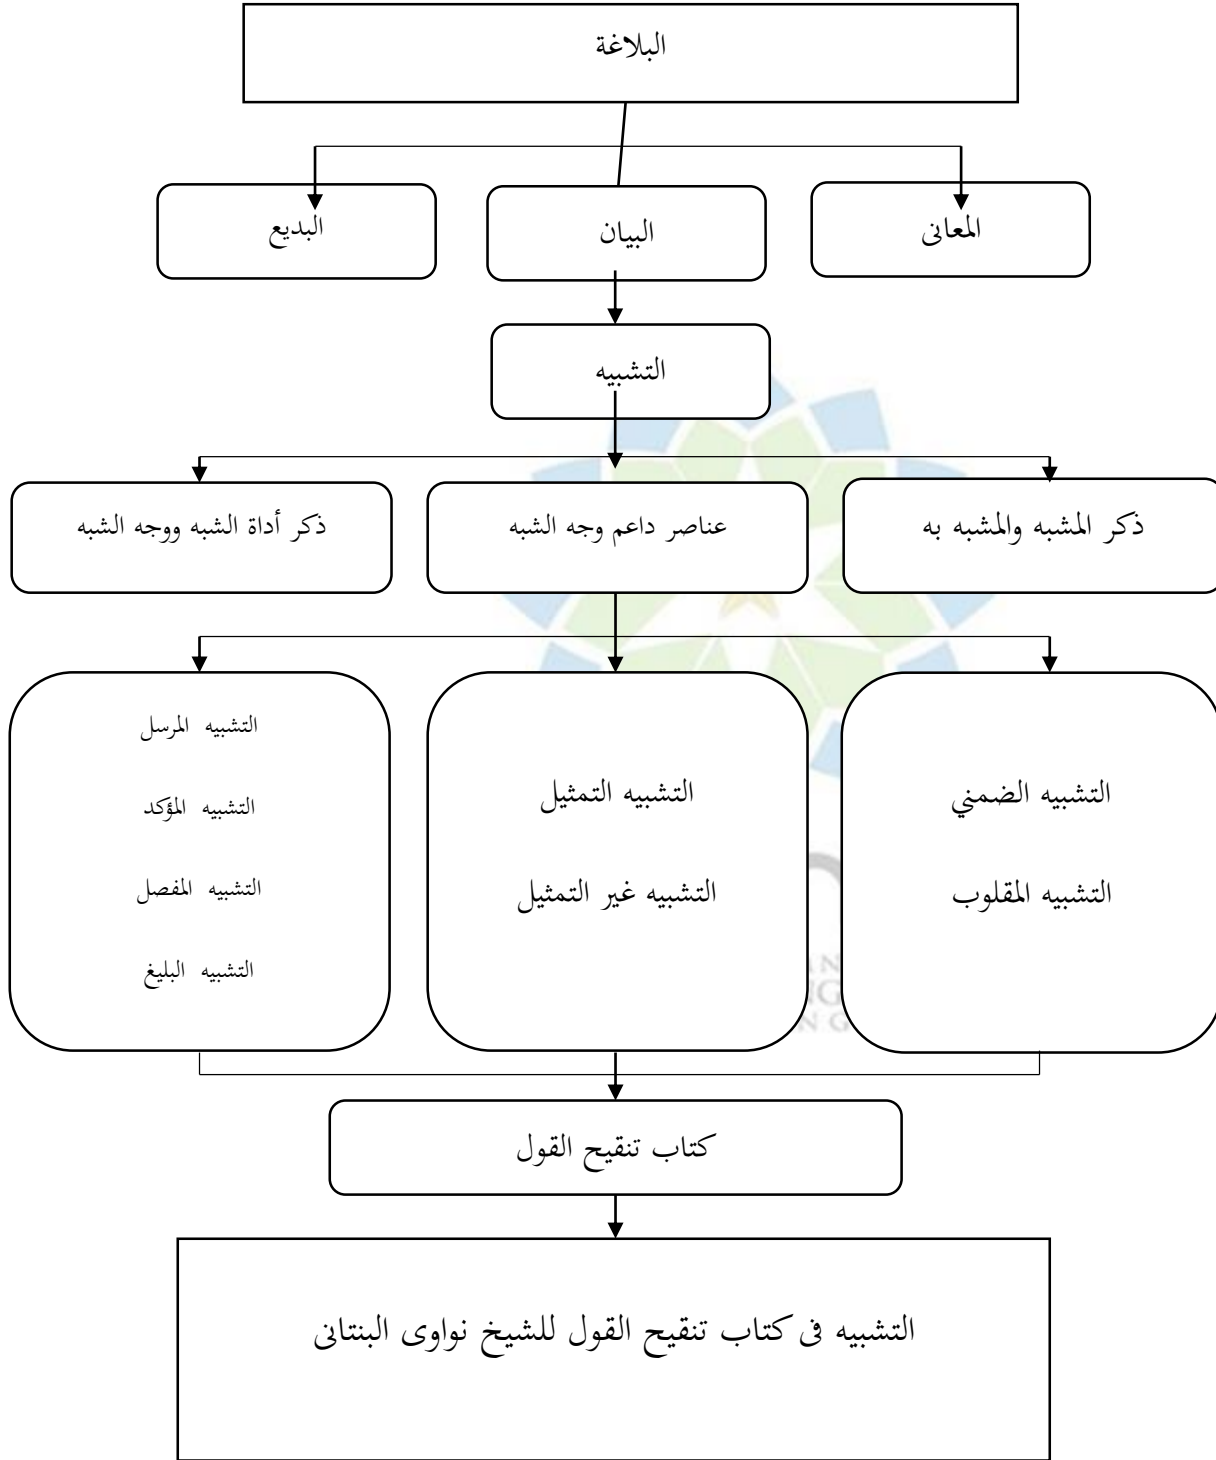 البلاغة
المعانى
البيان
البديع
التشبيه
ذكر المشبه والمشبه به
عناصر داعم وجه الشبه
ذكر أداة الشبه ووجه الشبه
التشبيه الضمني
التشبيه المقلوب
التشبيه التمثيل
التشبيه غير التمثيل
التشبيه المرسل
التشبيه المؤكد
التشبيه المفصل
التشبيه البليغ
كتاب تنقيح القول
التشبيه فى كتاب تنقيح القول للشيخ نواوى البنتانى